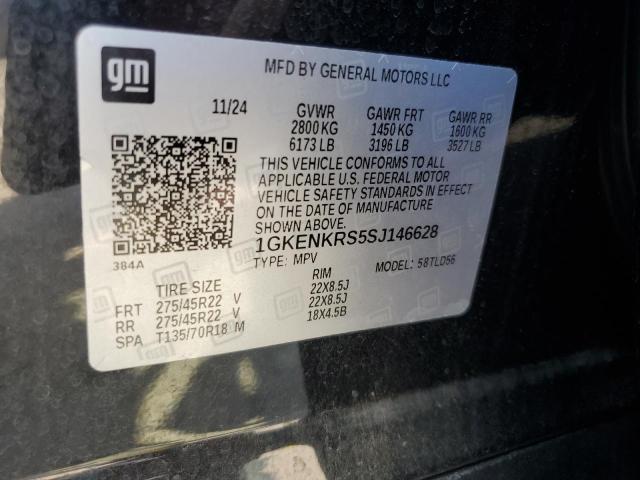 gm
MFD BY GENERAL MOTORS LLC
11/24 GVWR GAWR FRT GAWR RR
2800 KG 1450 KG 1600 KG
6173 LB 3196 LB 3527 LB
THIS VEHICLE CONFORMS TO ALL
APPLICABLE U.S. FEDERAL MOTOR
VEHICLE SAFETY STANDARDS IN EFFECT
ON THE DATE OF MANUFACTURE
SHOWN ABOVE.
1GKENKRS5SJ146628
384A
TYPE: MPV MODEL: 58TLD56
TIRE SIZE RIM
FRT 275/45R22 V 22X8.5J
RR 275/45R22 V 22X8.5J
SPA T135/70R18 M 18X4.5B